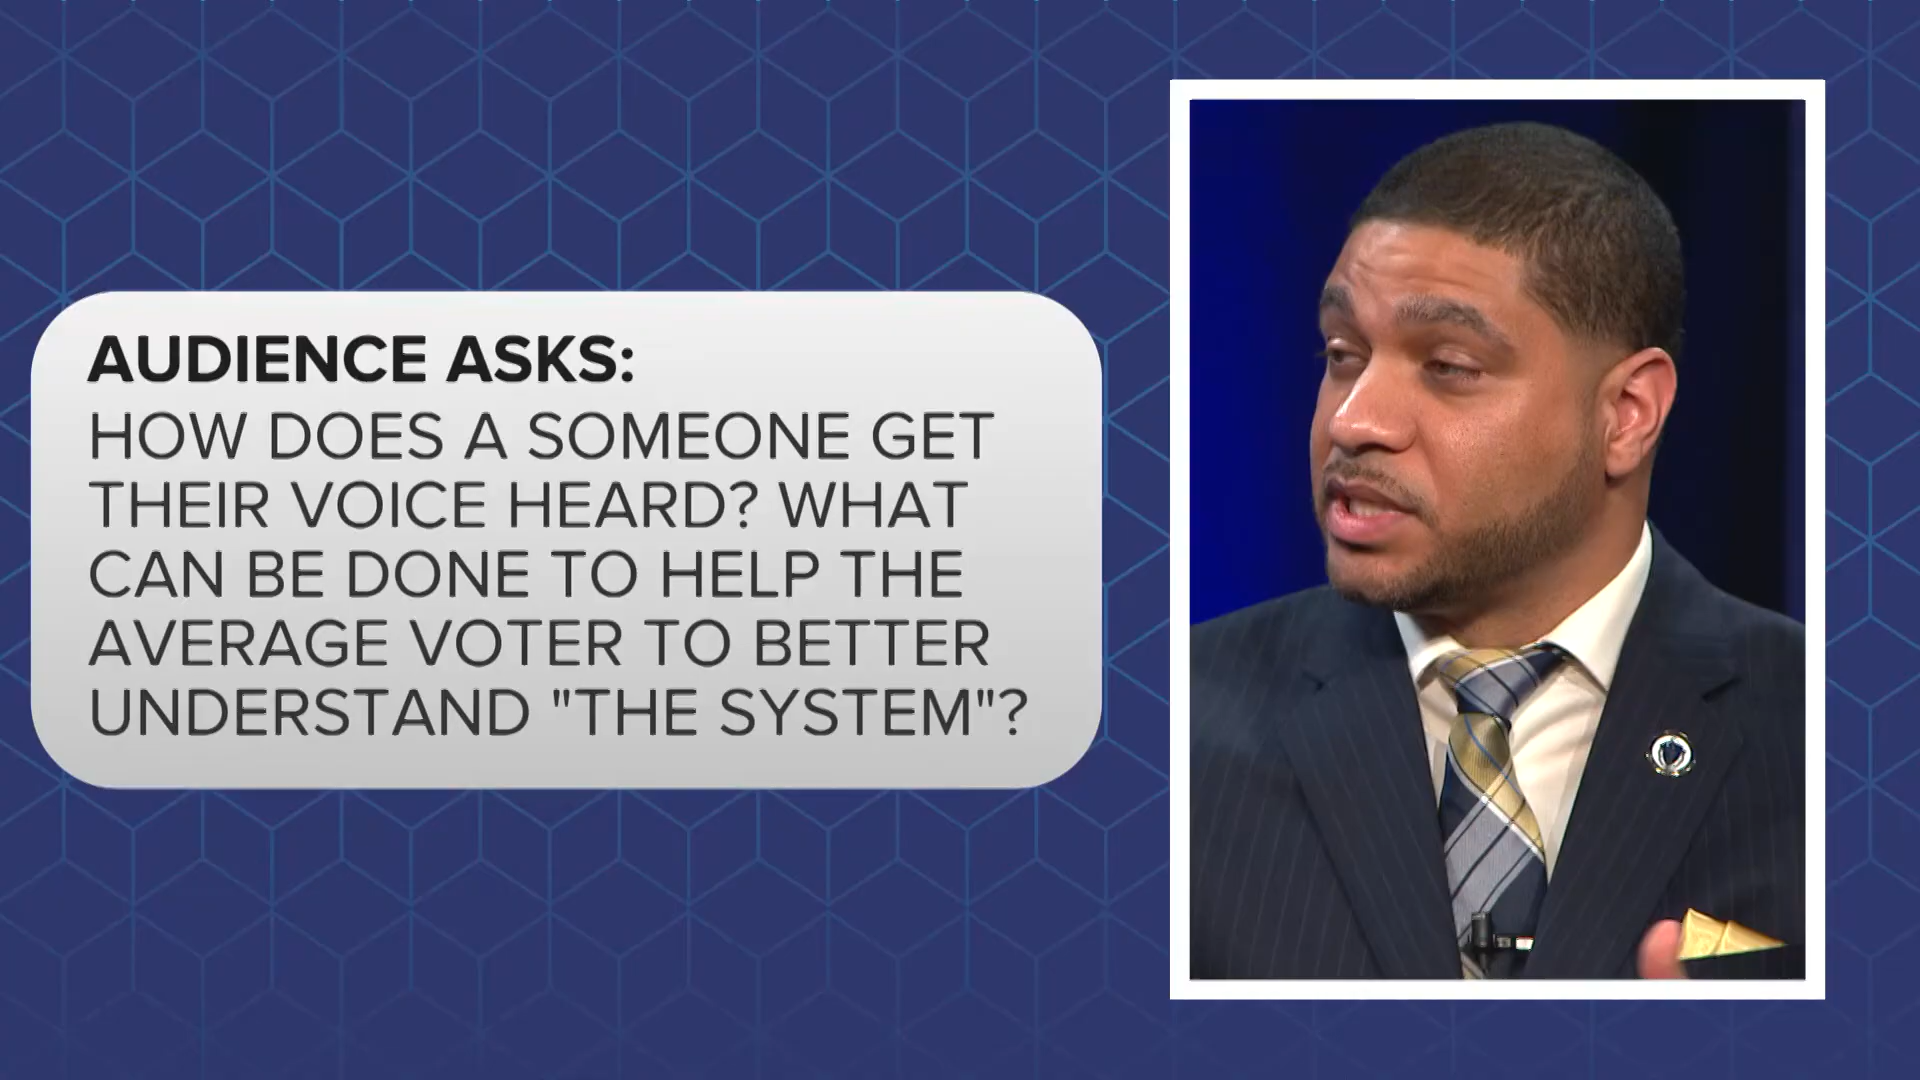 AUDIENCE ASKS:
HOW DOES A SOMEONE GET
THEIR VOICE HEARD? WHAT
CAN BE DONE TO HELP THE
AVERAGE VOTER TO BETTER
UNDERSTAND "THE SYSTEM"?